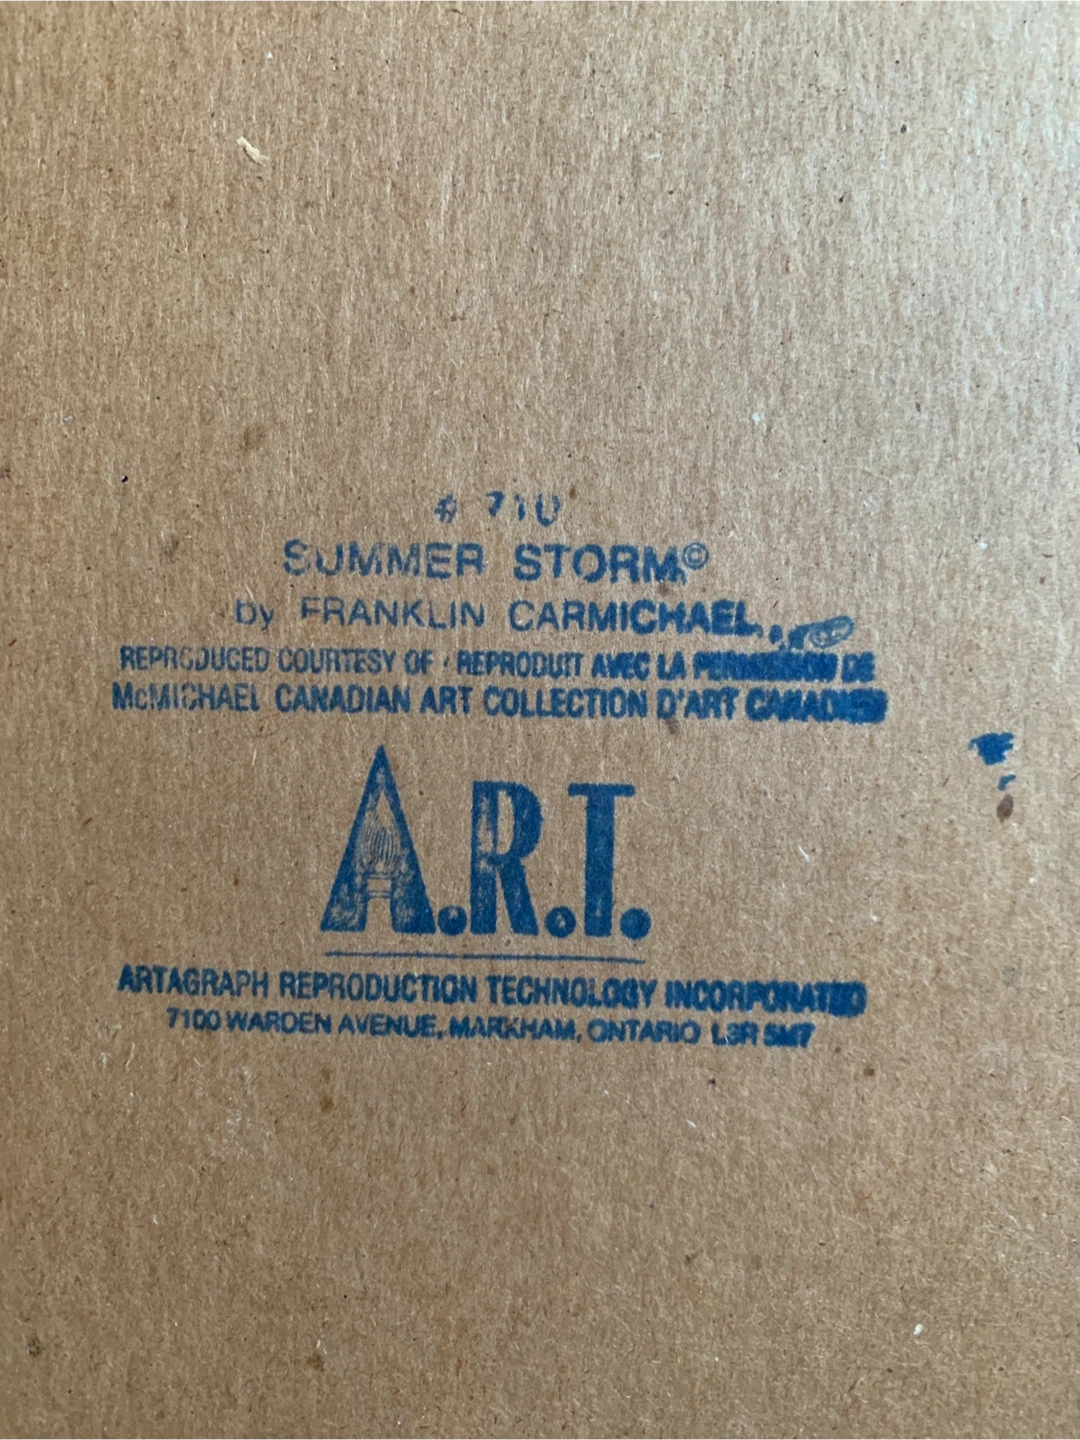 # 710
SUMMER STORM©
by FRANKLIN CARMICHAEL
REPRODUCED COURTESY OF / REPRODUIT AVEC LA PERMISSION DE
McMICHAEL CANADIAN ART COLLECTION D'ART CANADIEN
A.R.T.
ARTAGRAPH REPRODUCTION TECHNOLOGY INCORPORATED
7100 WARDEN AVENUE, MARKHAM, ONTARIO L3R 5M7